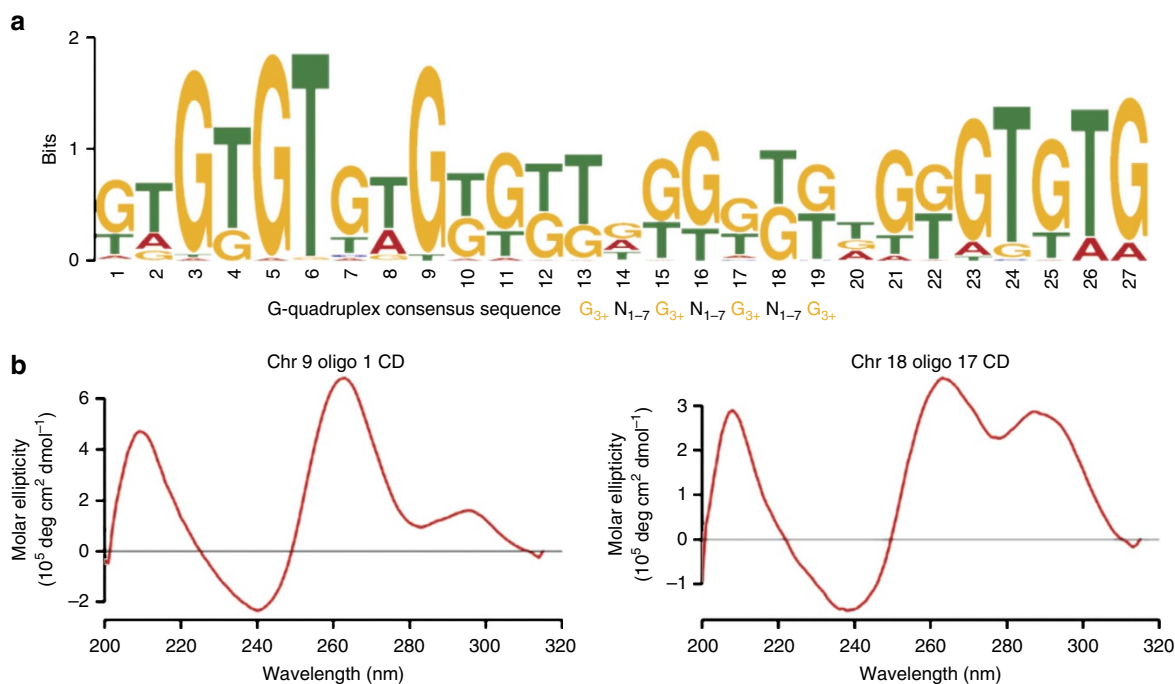 a
2
1
0
Bits
G T G T G T G T G T G T T G G G G T G T G G G T G T G
1 2 3 4 5 6 7 8 9 10 11 12 13 14 15 16 17 18 19 20 21 22 23 24 25 26 27
G-quadruplex consensus sequence G₃₊ N₁₋₇ G₃₊ N₁₋₇ G₃₊ N₁₋₇ G₃₊
b
Chr 9 oligo 1 CD
Molar ellipticity
(10⁵ deg cm² dmol⁻¹)
6
4
2
0
−2
200 220 240 260 280 300 320
Wavelength (nm)
Chr 18 oligo 17 CD
Molar ellipticity
(10⁵ deg cm² dmol⁻¹)
3
2
1
0
−1
200 220 240 260 280 300 320
Wavelength (nm)